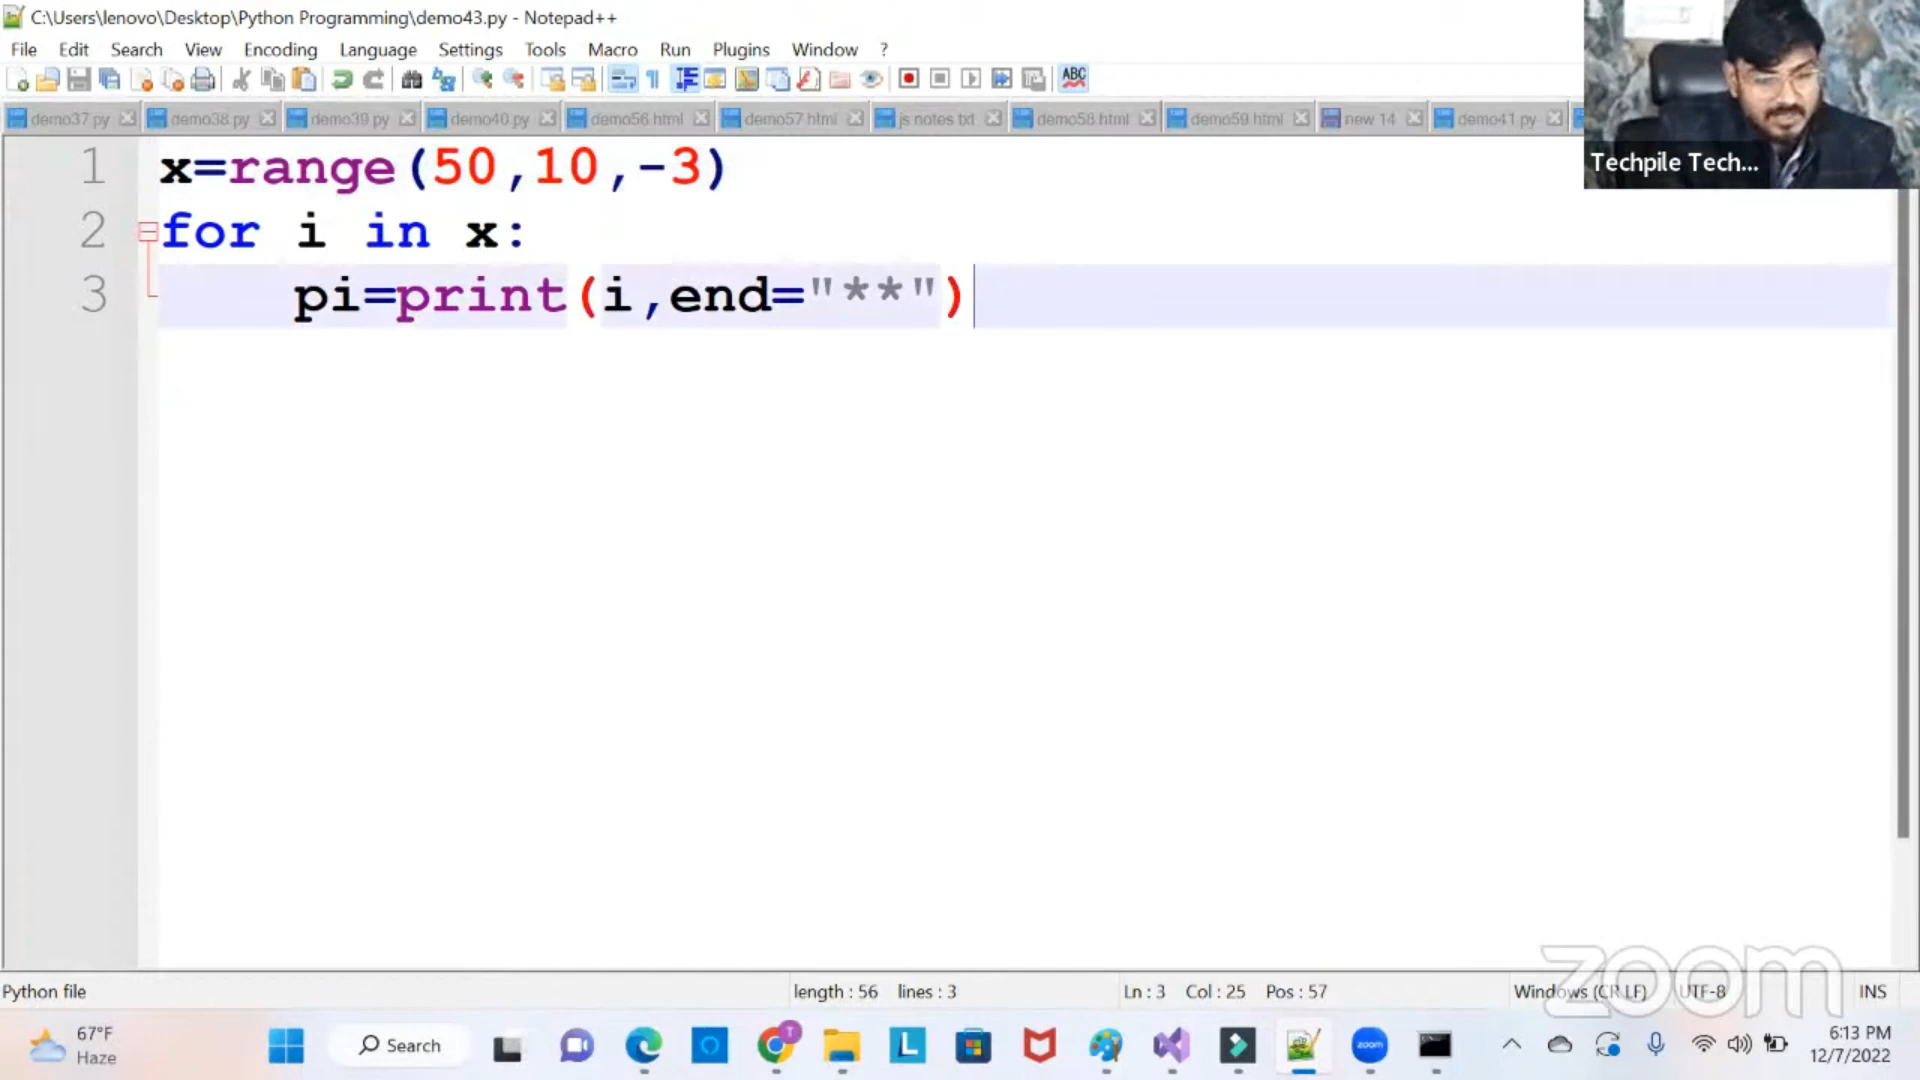 C:\Users\lenovo\Desktop\Python Programming\demo43.py - Notepad++
File Edit Search View Encoding Language Settings Tools Macro Run Plugins Window ?
ABC
demo37.py demo38.py demo39.py demo40.py demo56.html demo57.html js notes.txt demo58.html demo59.html new 14 demo41.py
Techpile Tech...
1 x=range(50,10,-3)
2 for i in x:
3 pi=print(i,end="**")
zoom
Python file length : 56 lines : 3 Ln : 3 Col : 25 Pos : 57 Windows (CR LF) UTF-8 INS
67°F
Haze
Search
T
L
zoom
6:13 PM
12/7/2022